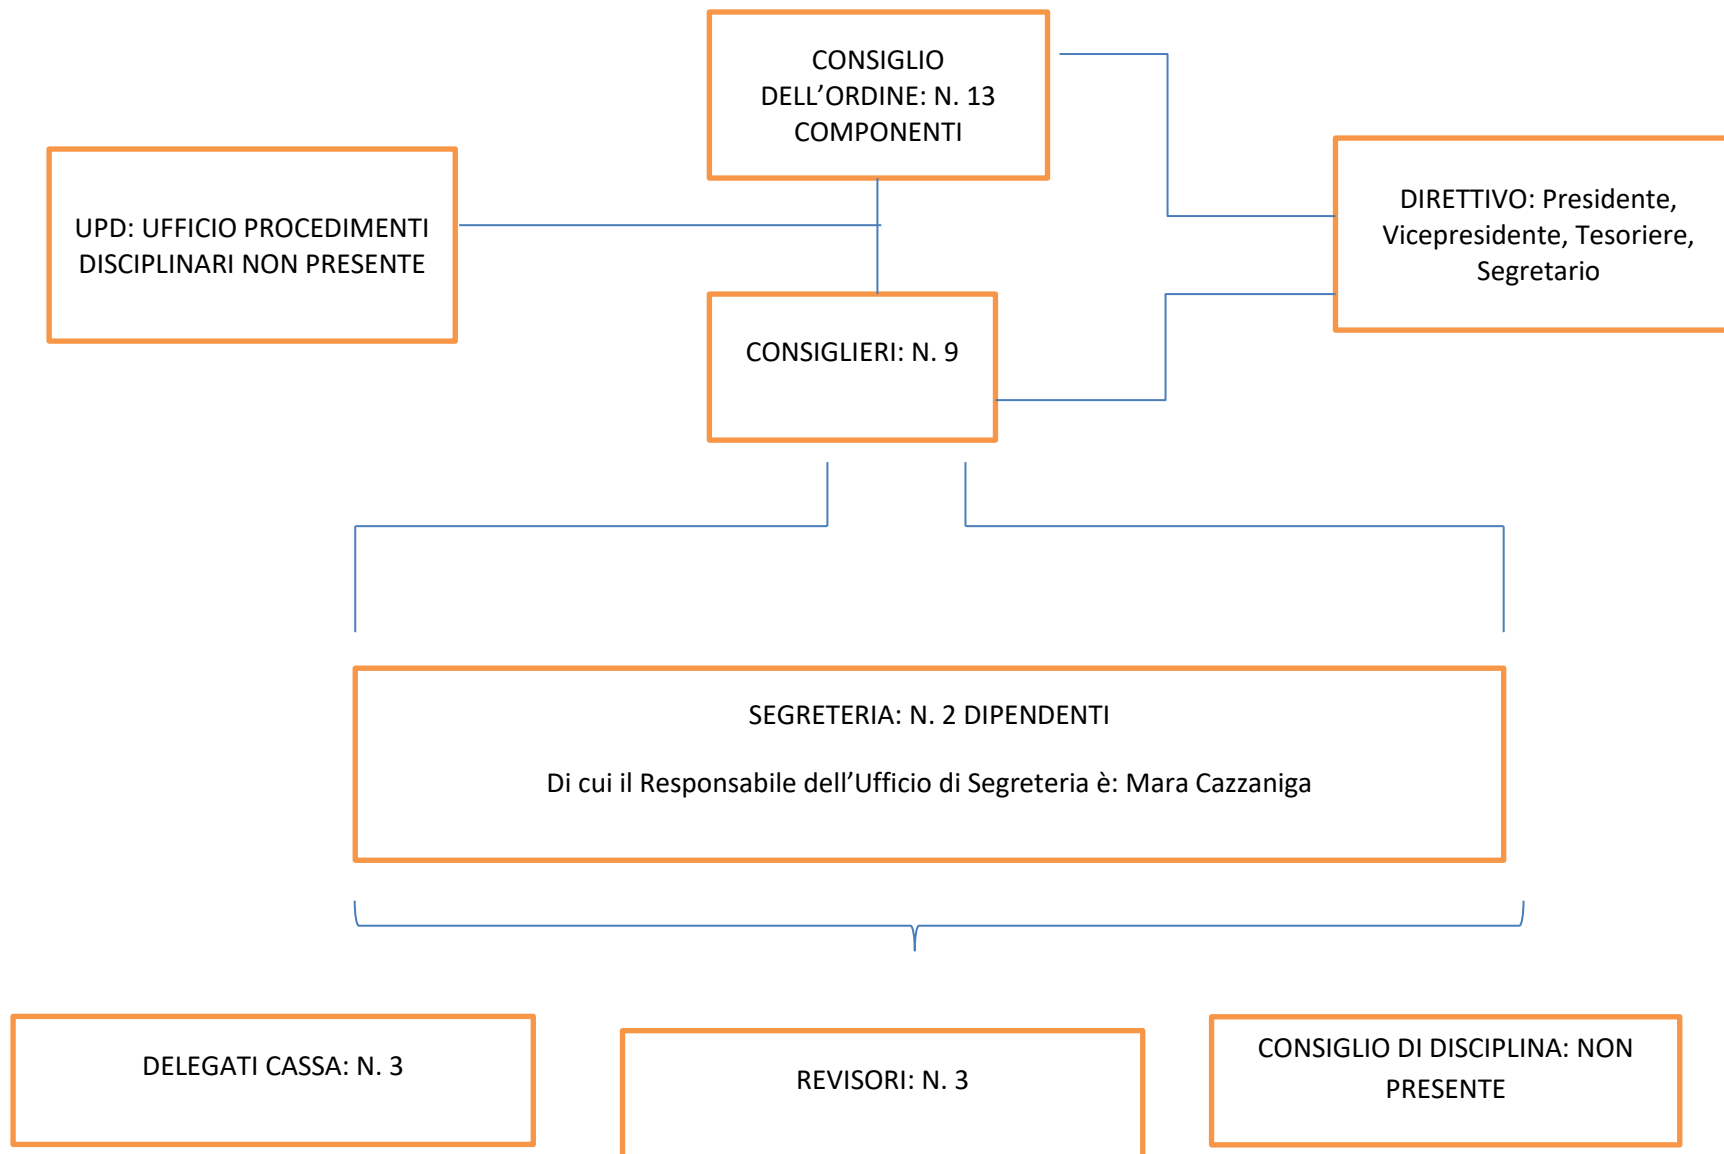 CONSIGLIO
DELL’ORDINE: N. 13
COMPONENTI
UPD: UFFICIO PROCEDIMENTI
DISCIPLINARI NON PRESENTE
DIRETTIVO: Presidente,
Vicepresidente, Tesoriere,
Segretario
CONSIGLIERI: N. 9
SEGRETERIA: N. 2 DIPENDENTI
Di cui il Responsabile dell’Ufficio di Segreteria è: Mara Cazzaniga
DELEGATI CASSA: N. 3
REVISORI: N. 3
CONSIGLIO DI DISCIPLINA: NON
PRESENTE